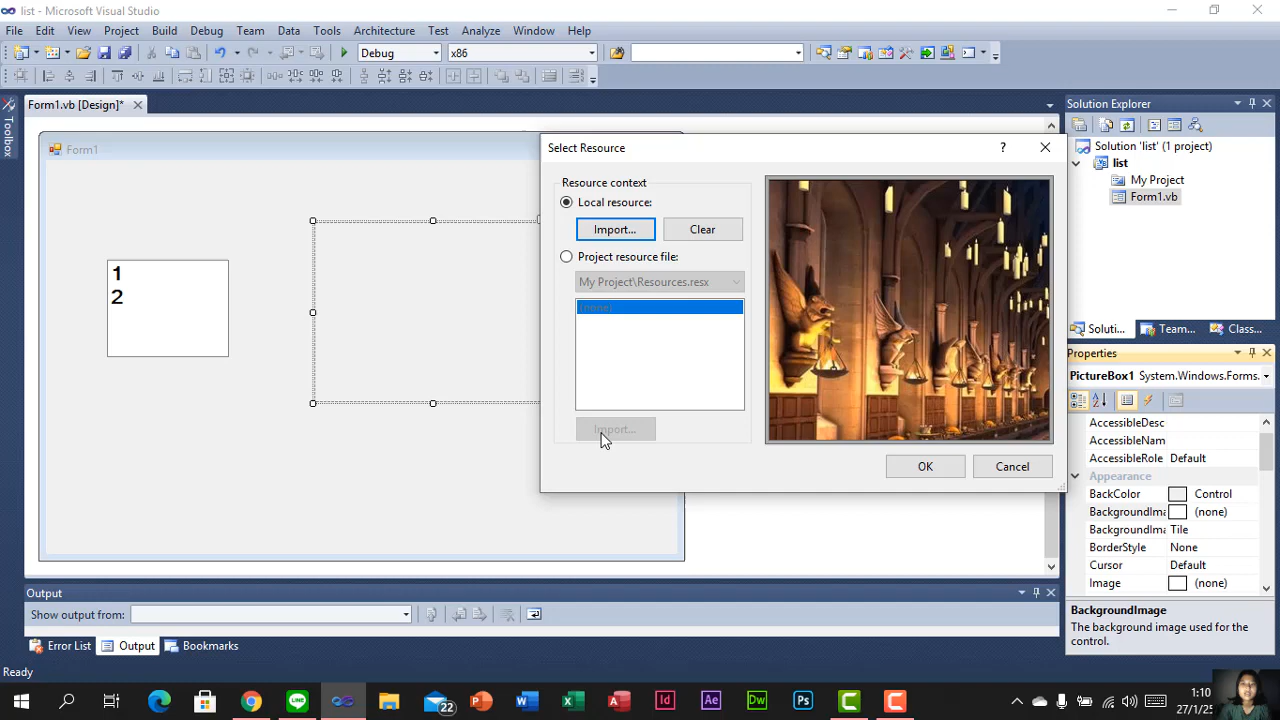 list - Microsoft Visual Studio
File Edit View Project Build Debug Team Data Tools Architecture Test Analyze Window Help
Debug x86
Form1.vb [Design]*
Toolbox
Form1
1
2
Select Resource
Resource context
Local resource:
Import... Clear
Project resource file:
My Project\Resources.resx
(none)
Import...
OK Cancel
Solution Explorer
Solution 'list' (1 project)
list
My Project
Form1.vb
Soluti... Team... Class...
Properties
PictureBox1 System.Windows.Forms.
AccessibleDesc
AccessibleNam
AccessibleRole Default
Appearance
BackColor Control
BackgroundIma (none)
BackgroundIma Tile
BorderStyle None
Cursor Default
Image (none)
BackgroundImage
The background image used for the
control.
Output
Show output from:
Error List Output Bookmarks
Ready
22
1:10
27/1/25